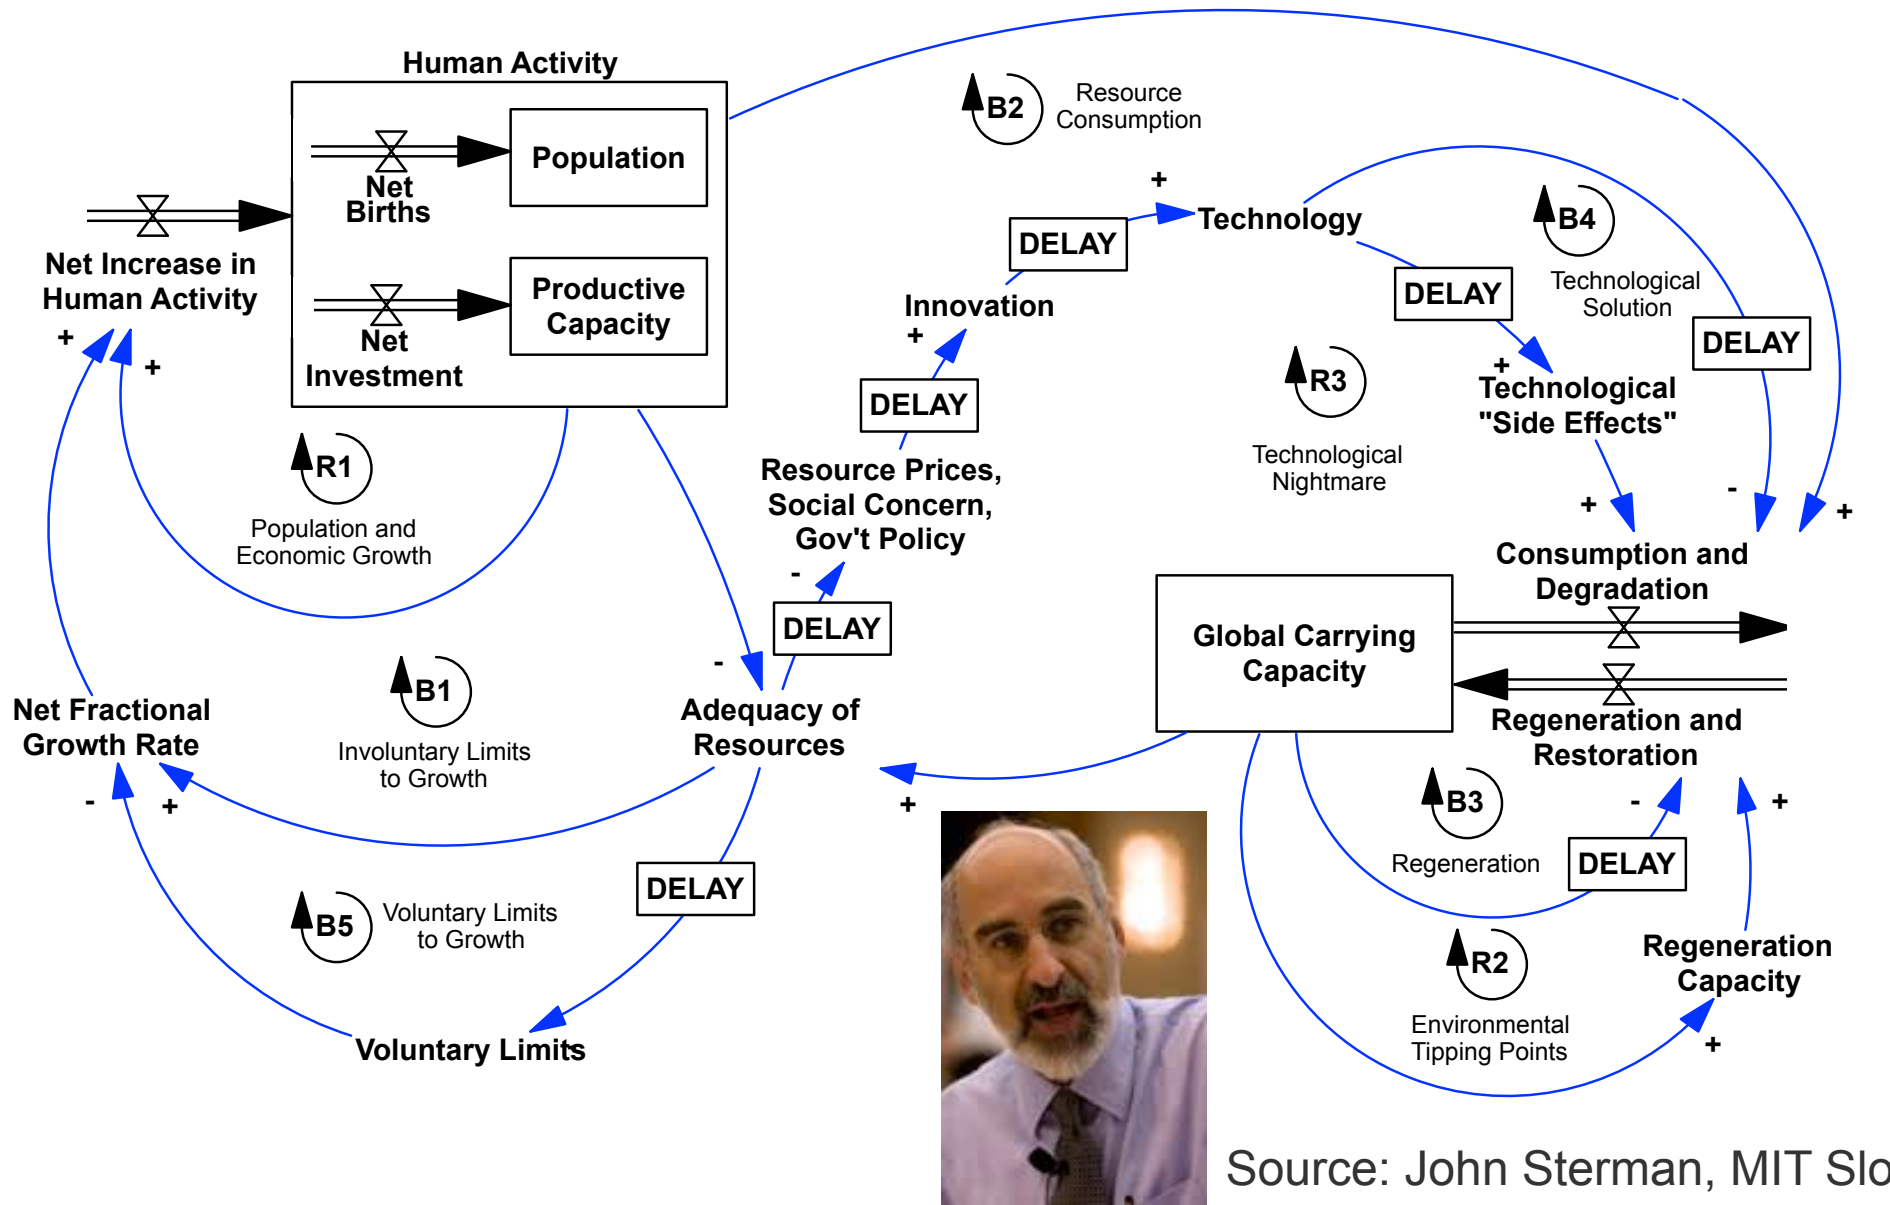 Human Activity
Population
Net
Births
Net Increase in
Human Activity
+
+
Productive
Capacity
Net
Investment
B2
Resource
Consumption
+
Technology
DELAY
Innovation
+
DELAY
Resource Prices,
Social Concern,
Gov't Policy
-
DELAY
B4
Technological
Solution
DELAY
DELAY
+
Technological
"Side Effects"
R3
Technological
Nightmare
+
-
+
Consumption and
Degradation
R1
Population and
Economic Growth
B1
Involuntary Limits
to Growth
-
Adequacy of
Resources
+
Net Fractional
Growth Rate
-
+
DELAY
B5
Voluntary Limits
to Growth
Voluntary Limits
-
Global Carrying
Capacity
Regeneration and
Restoration
B3
Regeneration
-
+
DELAY
R2
Environmental
Tipping Points
Regeneration
Capacity
+
Source: John Sterman, MIT Slo